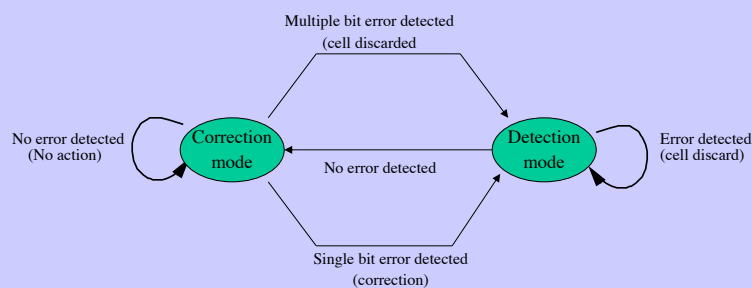 Multiple bit error detected
(cell discarded
No error detected
(No action)
Correction
mode
Detection
mode
Error detected
(cell discard)
No error detected
Single bit error detected
(correction)